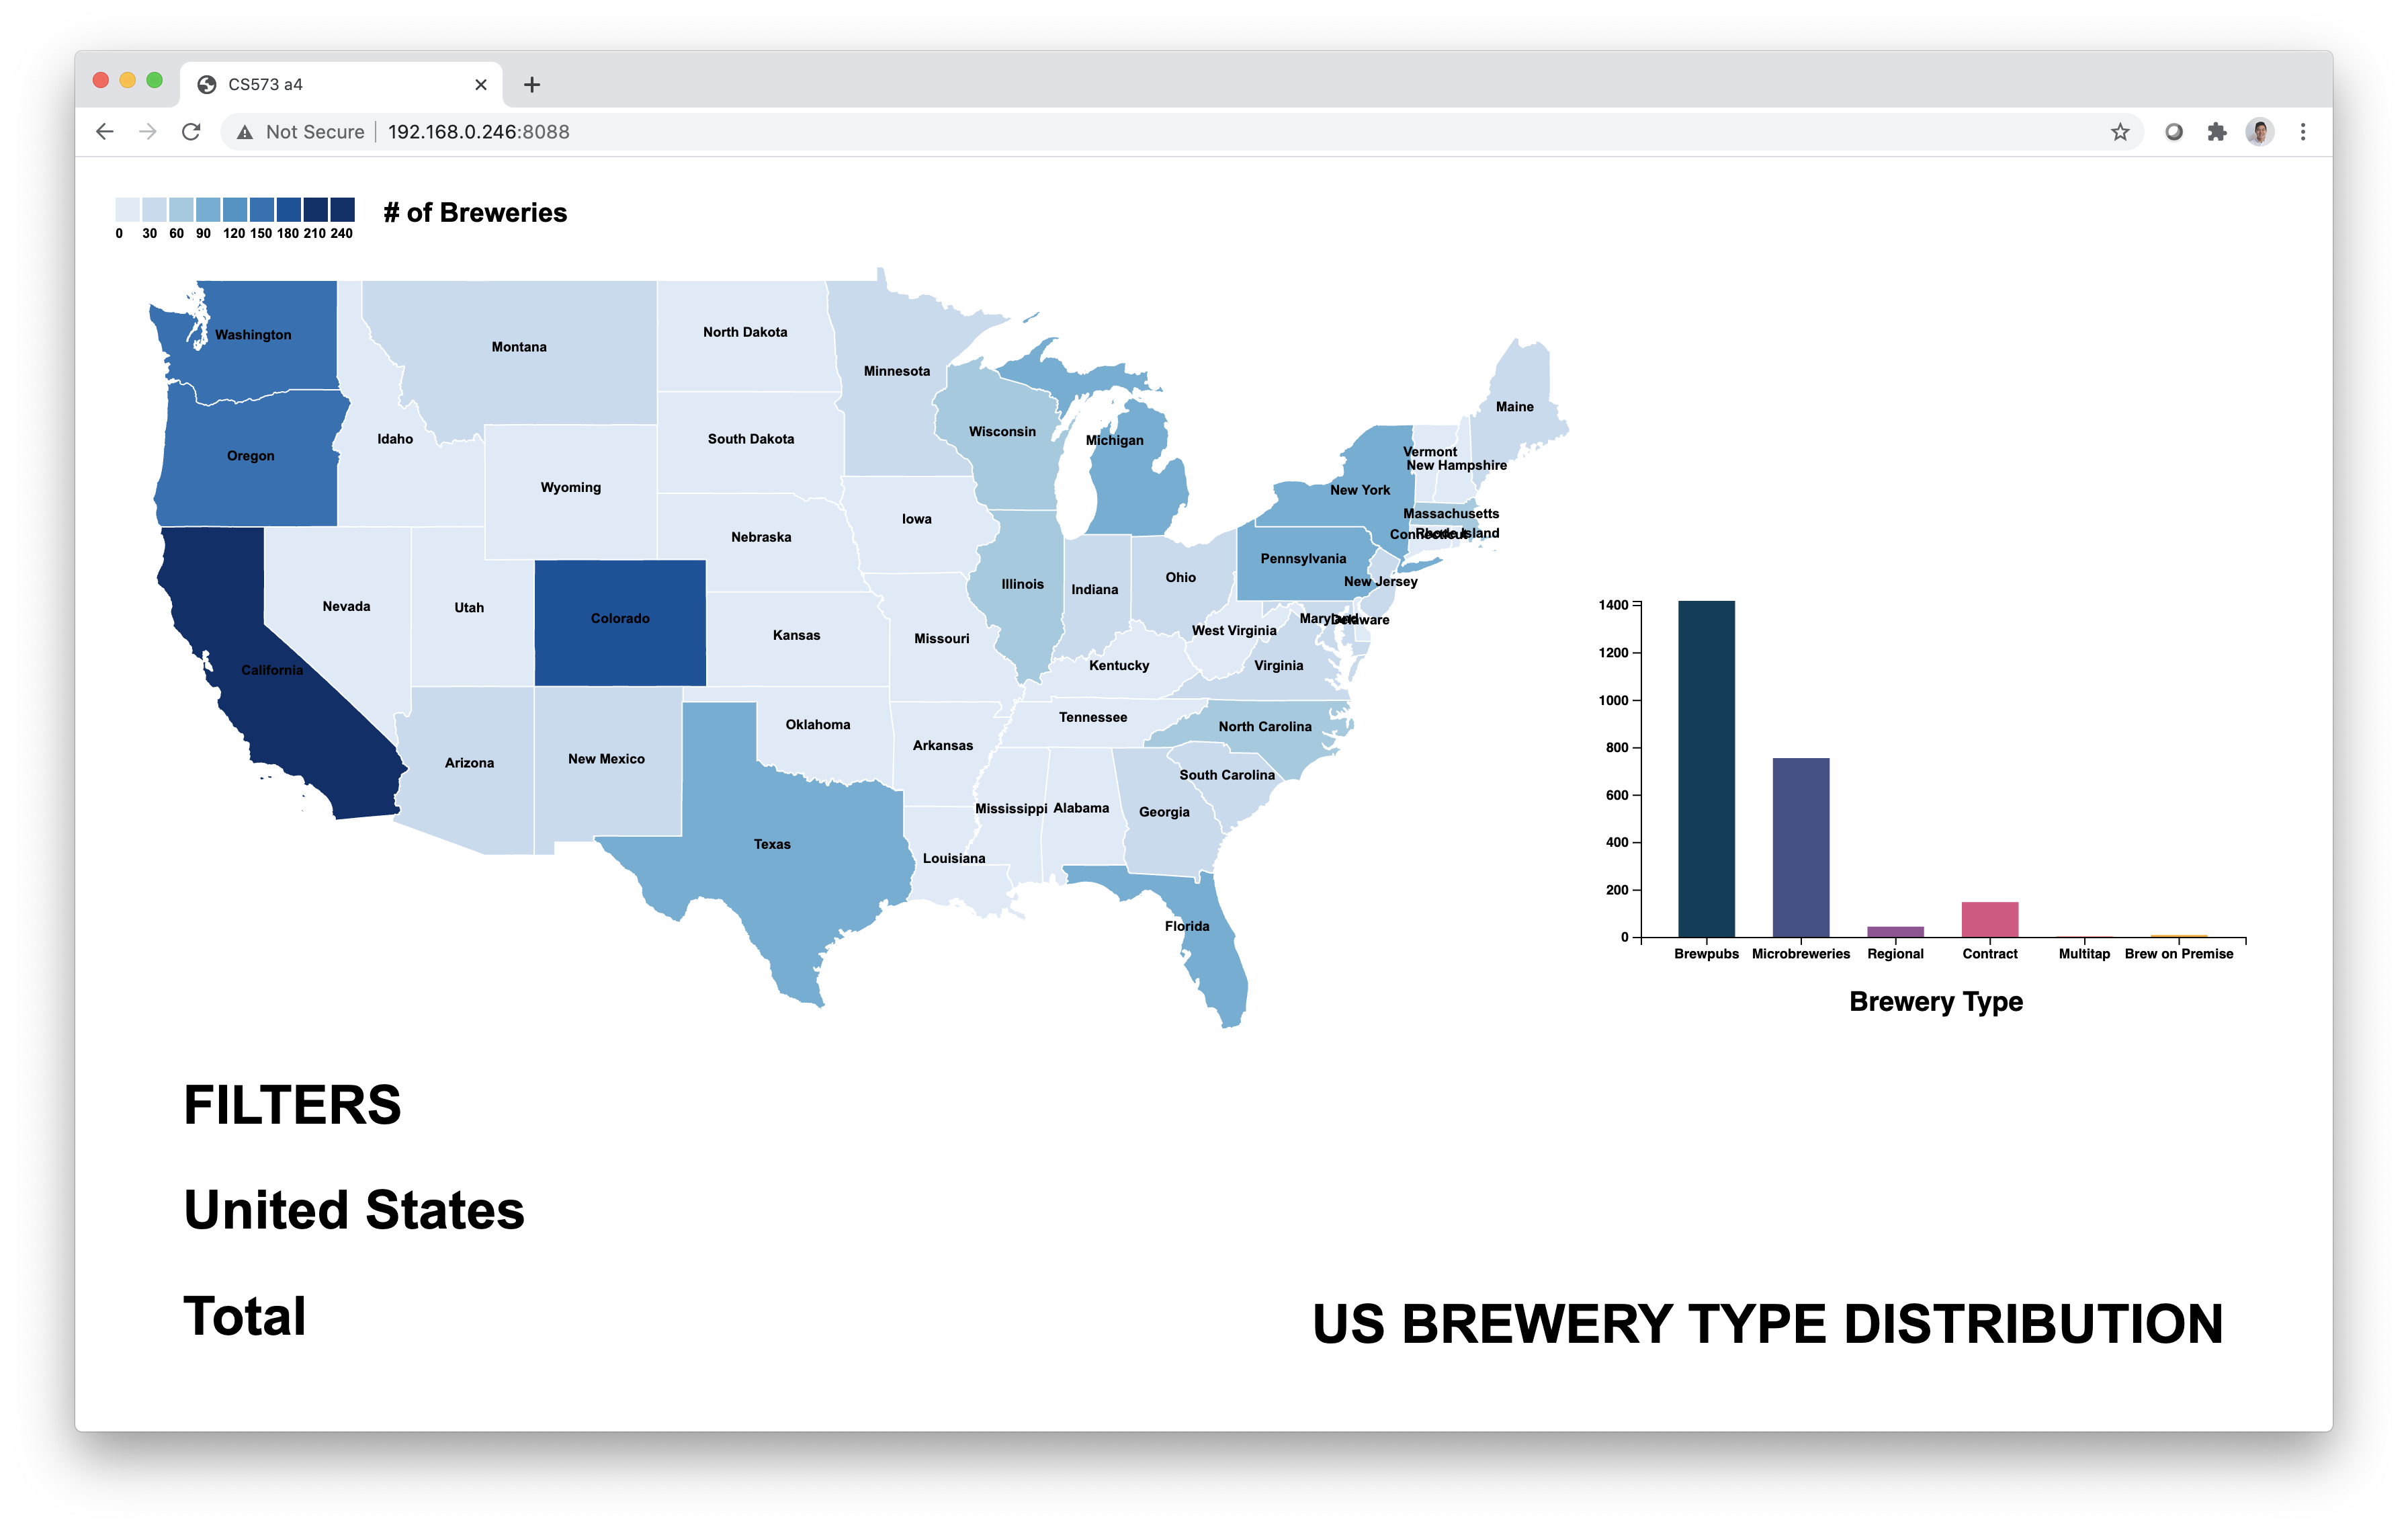 CS573 a4
Not Secure 192.168.0.246:8088
# of Breweries
0 30 60 90 120 150 180 210 240
Washington
Montana
North Dakota
Minnesota
Maine
Oregon
Idaho
South Dakota
Wisconsin
Michigan
Vermont
New Hampshire
Wyoming
New York
Iowa
Massachusetts
Connecticut
Rhode Island
Nebraska
Pennsylvania
Ohio
New Jersey
Illinois
Indiana
Nevada
Utah
Colorado
Maryland
Delaware
Kansas
Missouri
West Virginia
California
Kentucky
Virginia
Oklahoma
Tennessee
North Carolina
Arizona
New Mexico
Arkansas
South Carolina
Mississippi
Alabama
Georgia
Texas
Louisiana
Florida
1400
1200
1000
800
600
400
200
0
Brewpubs Microbreweries Regional Contract Multitap Brew on Premise
Brewery Type
FILTERS
United States
Total
US BREWERY TYPE DISTRIBUTION